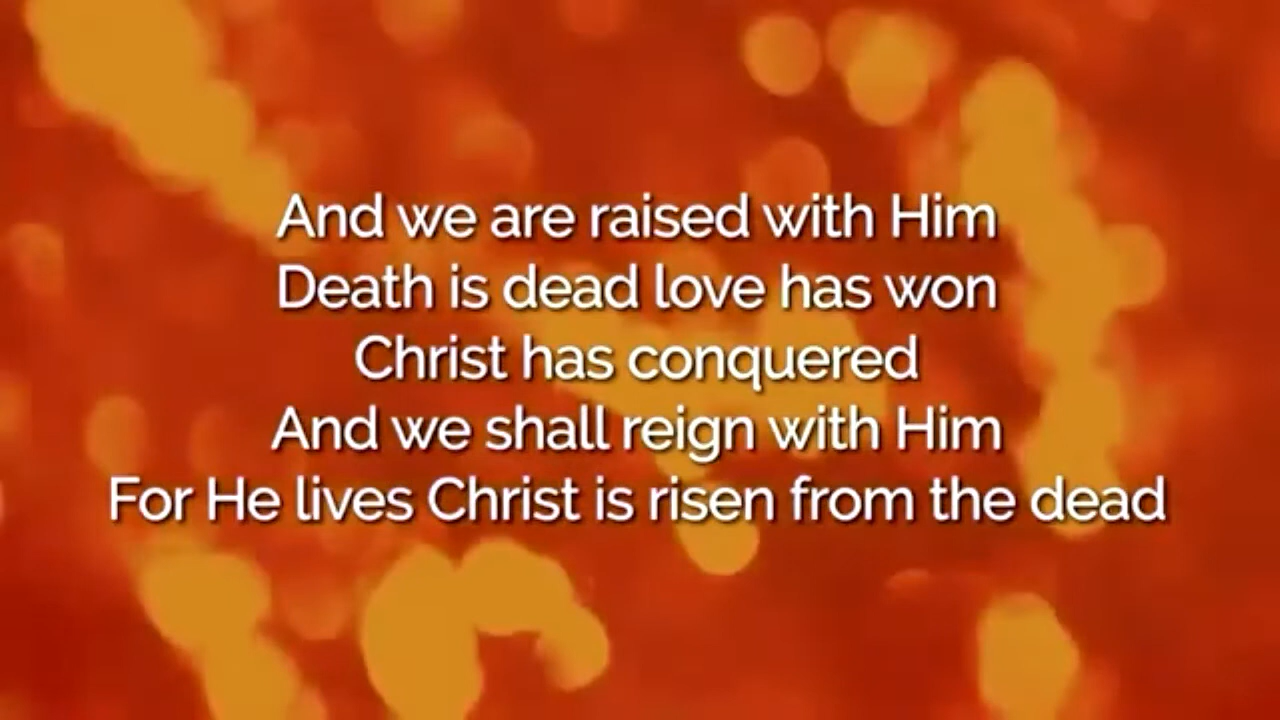 And we are raised with Him
Death is dead love has won
Christ has conquered
And we shall reign with Him
For He lives Christ is risen from the dead